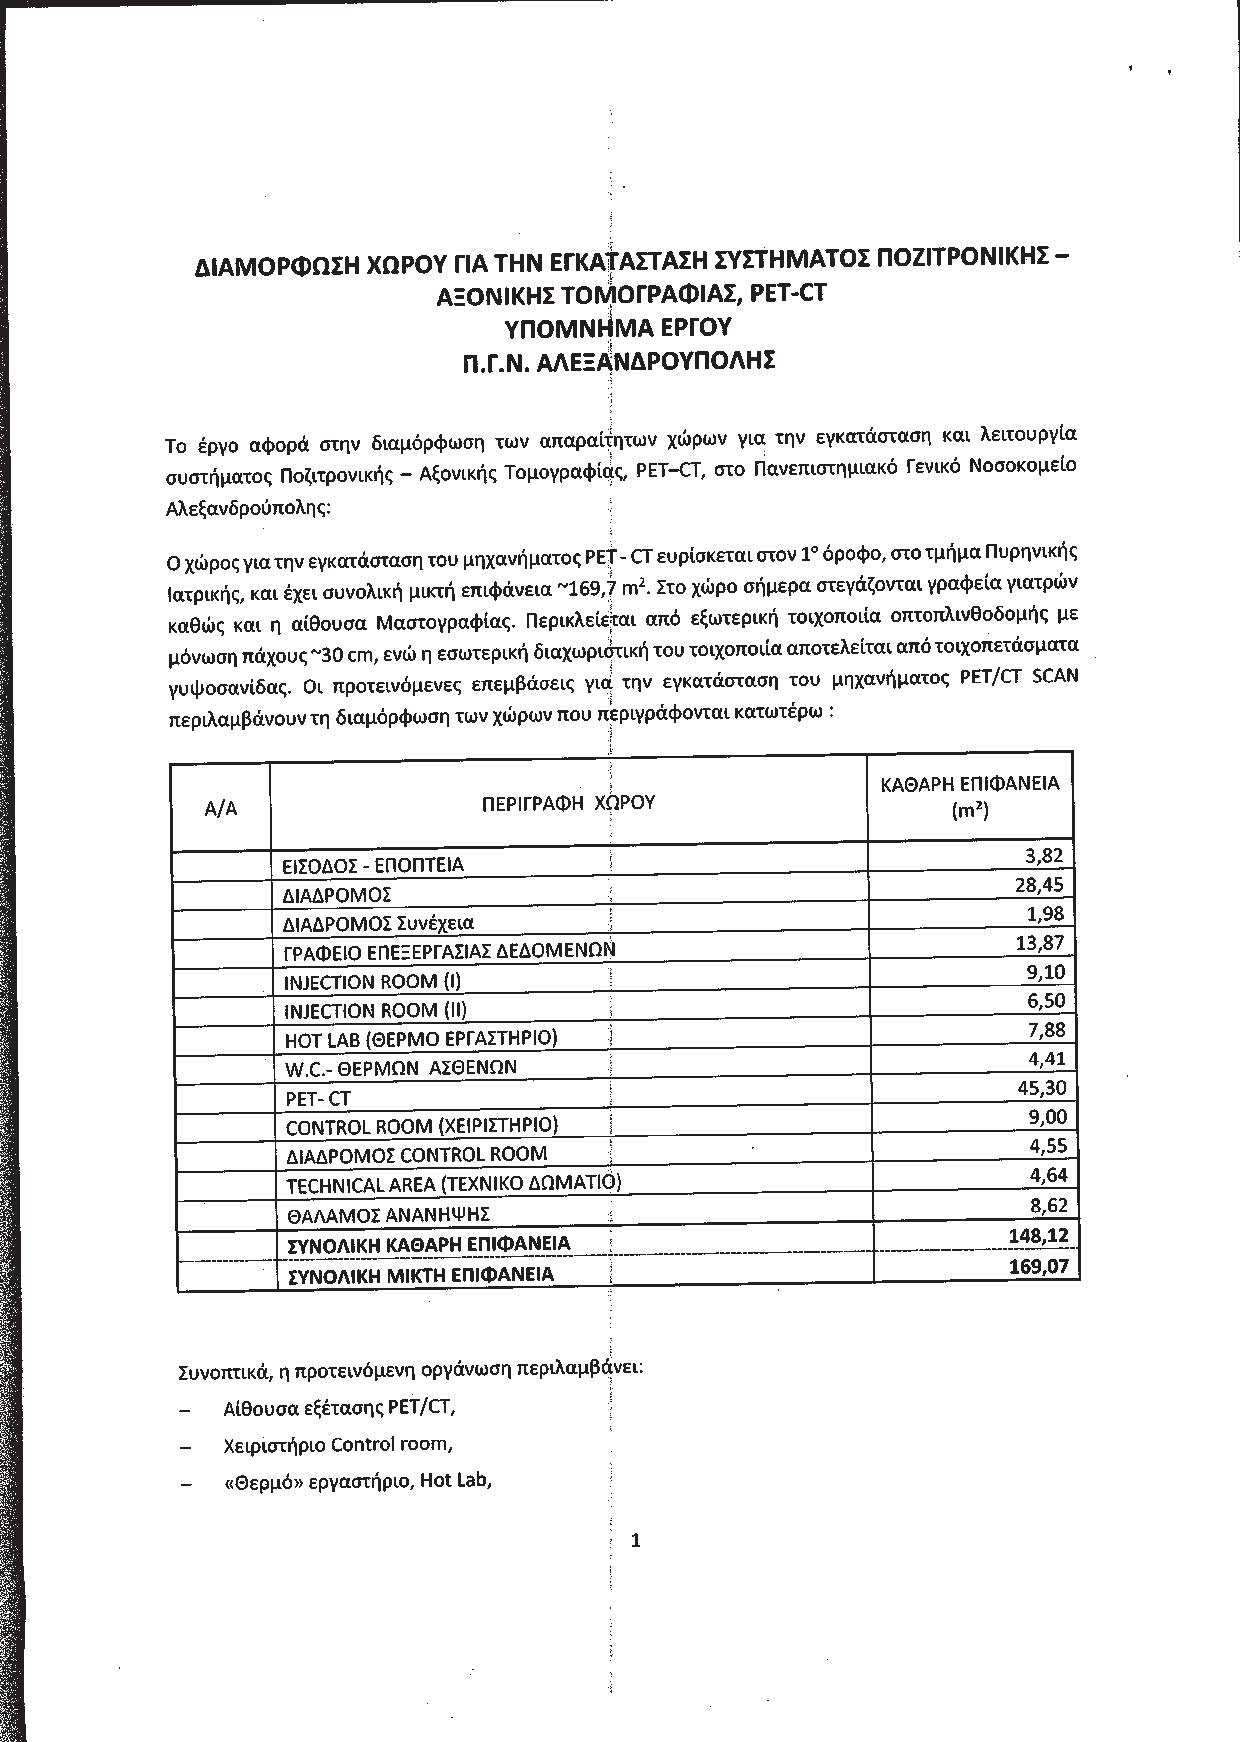 ΔΙΑΜΟΡΦΩΣΗ ΧΩΡΟΥ ΓΙΑ ΤΗΝ ΕΓΚΑΤΑΣΤΑΣΗ ΣΥΣΤΗΜΑΤΟΣ ΠΟΖΙΤΡΟΝΙΚΗΣ –
ΑΞΟΝΙΚΗΣ ΤΟΜΟΓΡΑΦΙΑΣ, PET-CT
ΥΠΟΜΝΗΜΑ ΕΡΓΟΥ
Π.Γ.Ν. ΑΛΕΞΑΝΔΡΟΥΠΟΛΗΣ
Το έργο αφορά στην διαμόρφωση των απαραίτητων χώρων για την εγκατάσταση και λειτουργία
συστήματος Ποζιτρονικής – Αξονικής Τομογραφίας, PET–CT, στο Πανεπιστημιακό Γενικό Νοσοκομείο
Αλεξανδρούπολης:
Ο χώρος για την εγκατάσταση του μηχανήματος PET - CT ευρίσκεται στον 1° όροφο, στο τμήμα Πυρηνικής
Ιατρικής, και έχει συνολική μικτή επιφάνεια ~169,7 m². Στο χώρο σήμερα στεγάζονται γραφεία γιατρών
καθώς και η αίθουσα Μαστογραφίας. Περικλείεται από εξωτερική τοιχοποιία οπτοπλινθοδομής με
μόνωση πάχους ~30 cm, ενώ η εσωτερική διαχωριστική του τοιχοποιία αποτελείται από τοιχοπετάσματα
γυψοσανίδας. Οι προτεινόμενες επεμβάσεις για την εγκατάσταση του μηχανήματος PET/CT SCAN
περιλαμβάνουν τη διαμόρφωση των χώρων που περιγράφονται κατωτέρω :
Α/Α ΠΕΡΙΓΡΑΦΗ ΧΩΡΟΥ ΚΑΘΑΡΗ ΕΠΙΦΑΝΕΙΑ
(m²)
ΕΙΣΟΔΟΣ - ΕΠΟΠΤΕΙΑ 3,82
ΔΙΑΔΡΟΜΟΣ 28,45
ΔΙΑΔΡΟΜΟΣ Συνέχεια 1,98
ΓΡΑΦΕΙΟ ΕΠΕΞΕΡΓΑΣΙΑΣ ΔΕΔΟΜΕΝΩΝ 13,87
INJECTION ROOM (I) 9,10
INJECTION ROOM (II) 6,50
HOT LAB (ΘΕΡΜΟ ΕΡΓΑΣΤΗΡΙΟ) 7,88
W.C.- ΘΕΡΜΩΝ ΑΣΘΕΝΩΝ 4,41
PET- CT 45,30
CONTROL ROOM (ΧΕΙΡΙΣΤΗΡΙΟ) 9,00
ΔΙΑΔΡΟΜΟΣ CONTROL ROOM 4,55
TECHNICAL AREA (ΤΕΧΝΙΚΟ ΔΩΜΑΤΙΟ) 4,64
ΘΑΛΑΜΟΣ ΑΝΑΝΗΨΗΣ 8,62
ΣΥΝΟΛΙΚΗ ΚΑΘΑΡΗ ΕΠΙΦΑΝΕΙΑ 148,12
ΣΥΝΟΛΙΚΗ ΜΙΚΤΗ ΕΠΙΦΑΝΕΙΑ 169,07
Συνοπτικά, η προτεινόμενη οργάνωση περιλαμβάνει:
– Αίθουσα εξέτασης PET/CT,
– Χειριστήριο Control room,
– «Θερμό» εργαστήριο, Hot Lab,
1